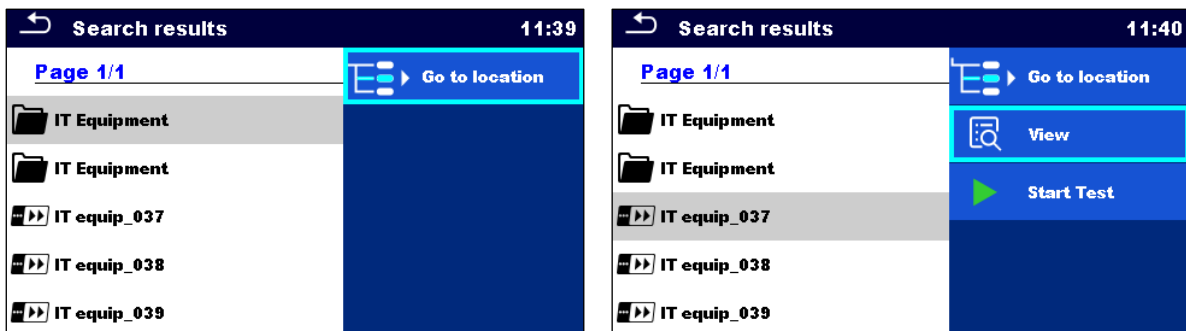 Search results 11:39
Page 1/1
Go to location
IT Equipment
IT Equipment
IT equip_037
IT equip_038
IT equip_039
Search results 11:40
Page 1/1
Go to location
IT Equipment
View
IT Equipment
Start Test
IT equip_037
IT equip_038
IT equip_039